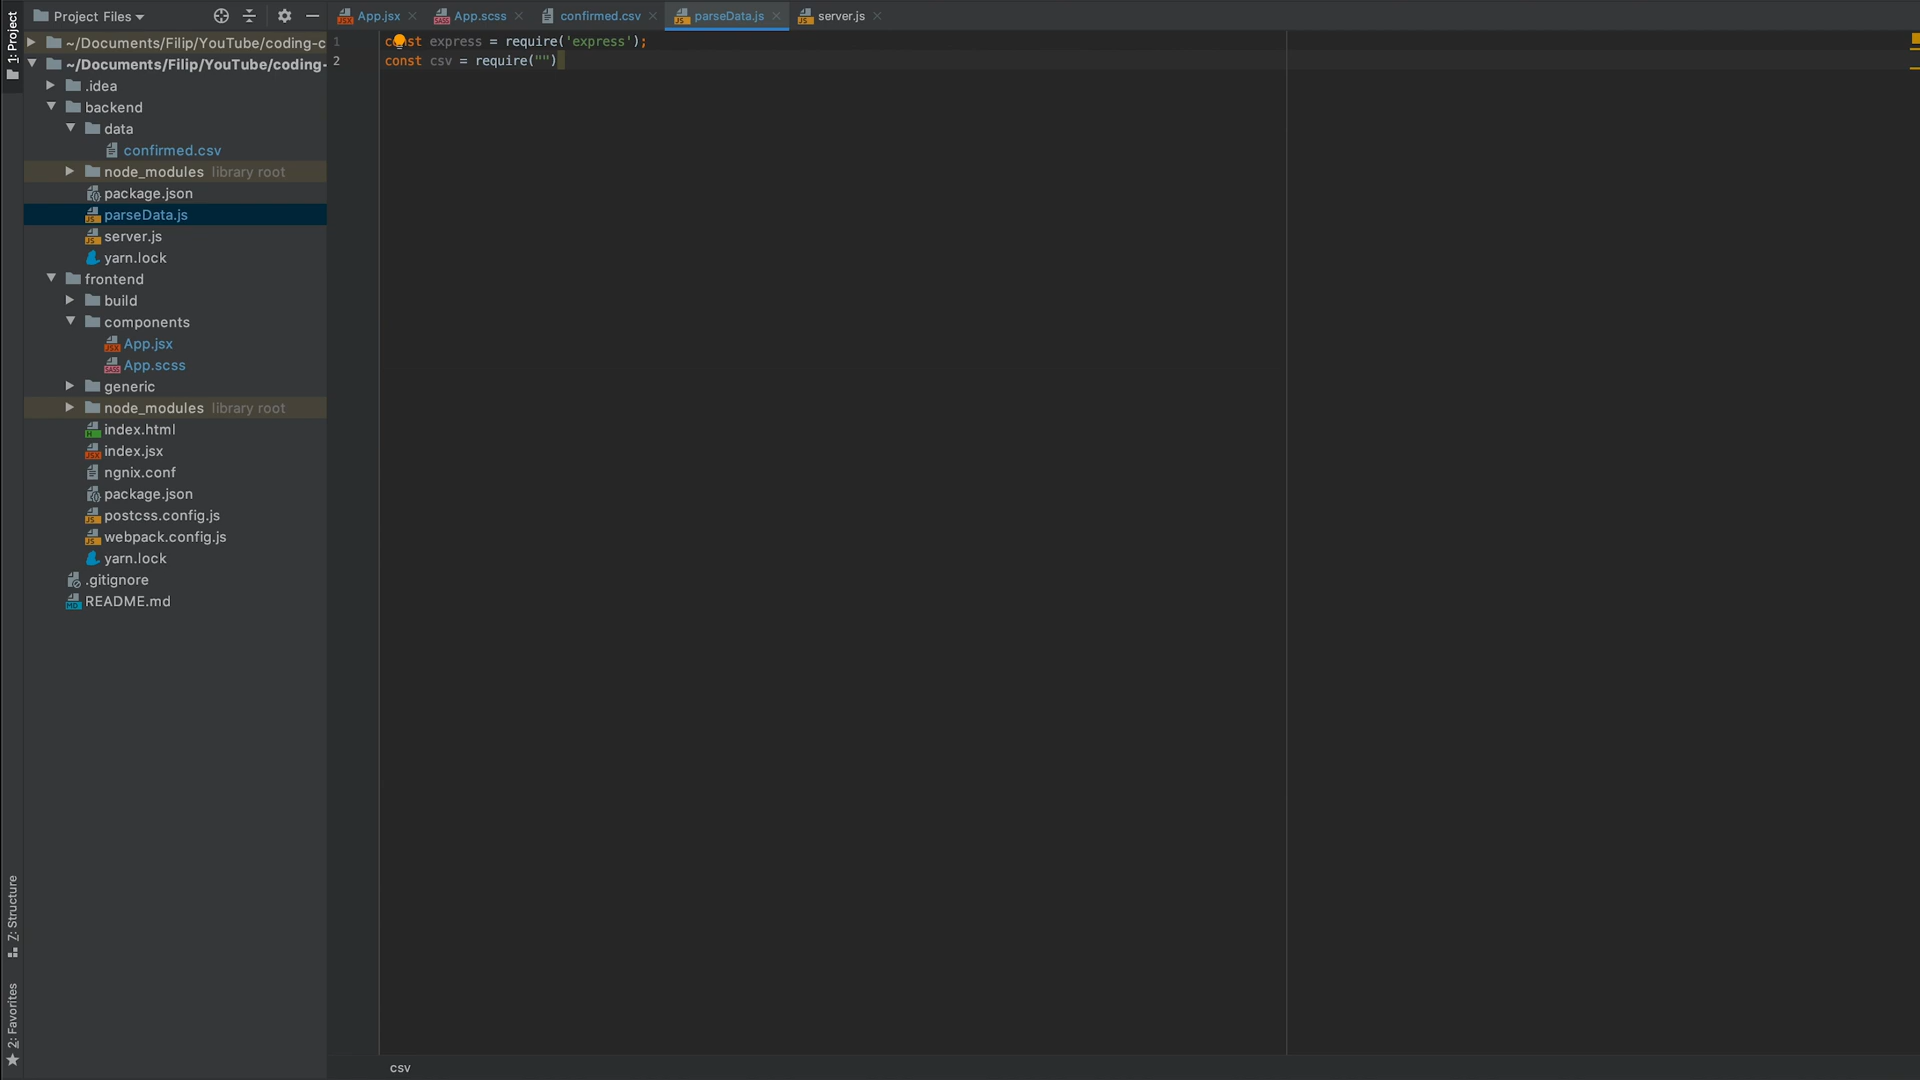 1: Project
Project Files
App.jsx
App.scss
confirmed.csv
parseData.js
server.js
~/Documents/Filip/YouTube/coding-c
~/Documents/Filip/YouTube/coding-
.idea
backend
data
confirmed.csv
node_modules library root
package.json
parseData.js
server.js
yarn.lock
frontend
build
components
App.jsx
App.scss
generic
node_modules library root
index.html
index.jsx
ngnix.conf
package.json
postcss.config.js
webpack.config.js
yarn.lock
.gitignore
README.md
1 const express = require('express');
2 const csv = require("")
Z: Structure
2: Favorites
csv